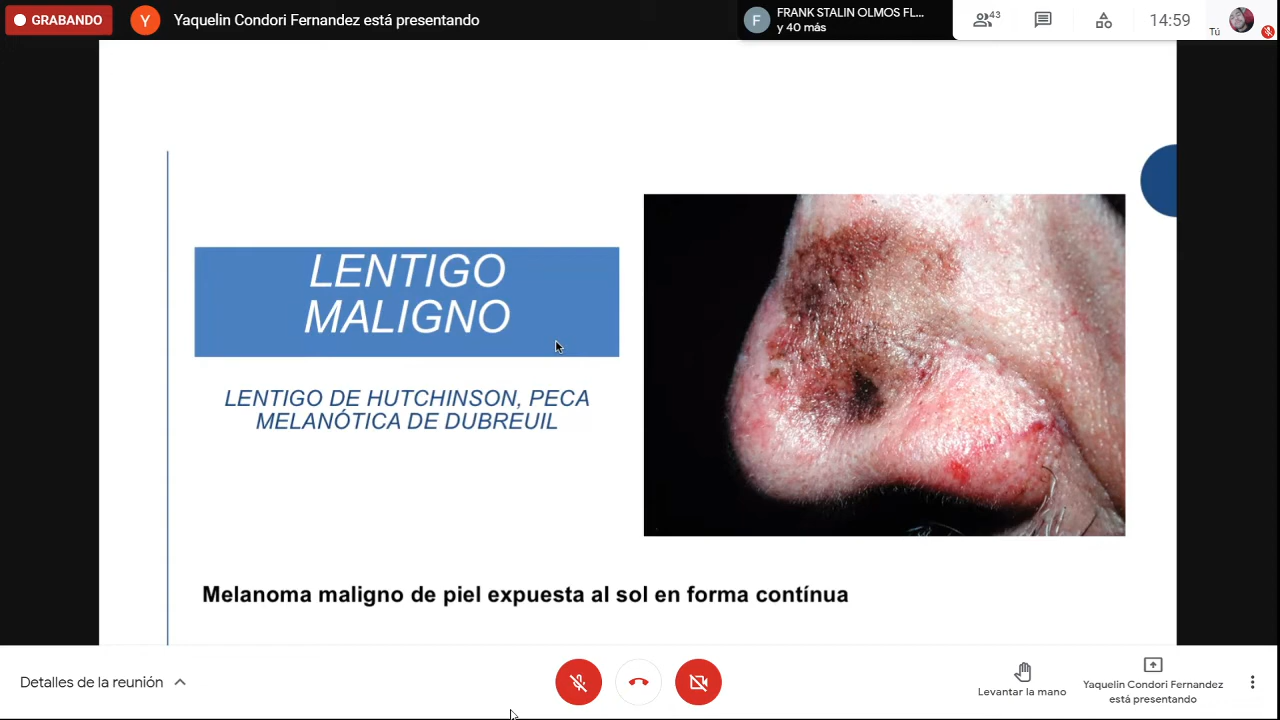 GRABANDO
Y
Yaquelin Condori Fernandez está presentando
F
FRANK STALIN OLMOS FL...
y 40 más
43
14:59
Tú
LENTIGO
MALIGNO
LENTIGO DE HUTCHINSON, PECA
MELANÓTICA DE DUBREUIL
Melanoma maligno de piel expuesta al sol en forma contínua
Detalles de la reunión
Levantar la mano
Yaquelin Condori Fernandez
está presentando